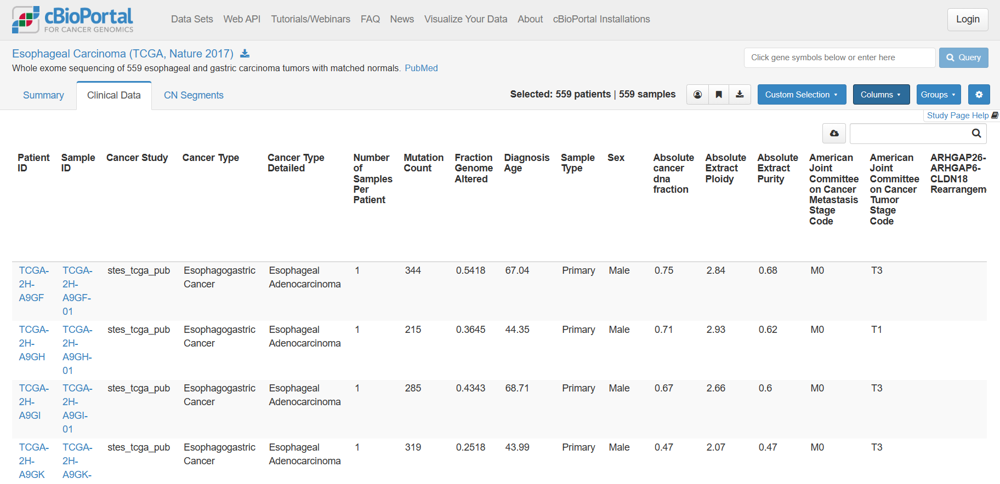 cBioPortal
FOR CANCER GENOMICS
Data Sets Web API Tutorials/Webinars FAQ News Visualize Your Data About cBioPortal Installations
Login
Esophageal Carcinoma (TCGA, Nature 2017)
Whole exome sequencing of 559 esophageal and gastric carcinoma tumors with matched normals. PubMed
Click gene symbols below or enter here
Query
Summary
Clinical Data
CN Segments
Selected: 559 patients | 559 samples
Custom Selection
Columns
Groups
Study Page Help
Patient ID
Sample ID
Cancer Study
Cancer Type
Cancer Type Detailed
Number of Samples Per Patient
Mutation Count
Fraction Genome Altered
Diagnosis Age
Sample Type
Sex
Absolute cancer dna fraction
Absolute Extract Ploidy
Absolute Extract Purity
American Joint Committee on Cancer Metastasis Stage Code
American Joint Committee on Cancer Tumor Stage Code
ARHGAP26-ARHGAP6-CLDN18 Rearrangem
TCGA-2H-A9GF TCGA-2H-A9GF-01 stes_tcga_pub Esophagogastric Cancer Esophageal Adenocarcinoma 1 344 0.5418 67.04 Primary Male 0.75 2.84 0.68 M0 T3
TCGA-2H-A9GH TCGA-2H-A9GH-01 stes_tcga_pub Esophagogastric Cancer Esophageal Adenocarcinoma 1 215 0.3645 44.35 Primary Male 0.71 2.93 0.62 M0 T1
TCGA-2H-A9GI TCGA-2H-A9GI-01 stes_tcga_pub Esophagogastric Cancer Esophageal Adenocarcinoma 1 285 0.4343 68.71 Primary Male 0.67 2.66 0.6 M0 T3
TCGA-2H-A9GK TCGA-2H-A9GK- stes_tcga_pub Esophagogastric Cancer Esophageal Adenocarcinoma 1 319 0.2518 43.99 Primary Male 0.47 2.07 0.47 M0 T3